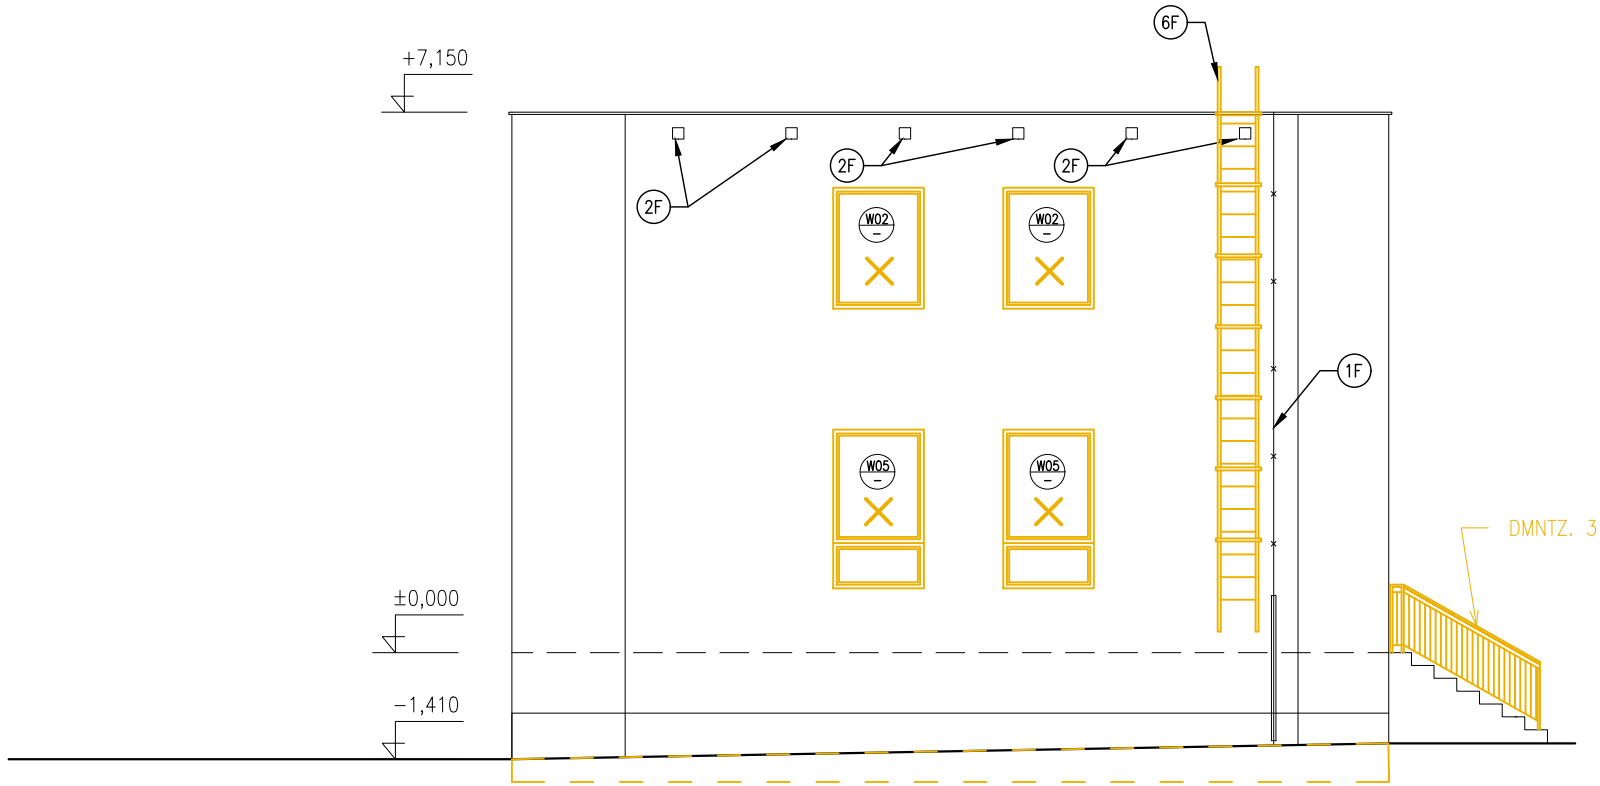 6F
+7,150
2F
2F
2F
W02
–
W02
–
1F
W05
–
W05
–
DMNTZ. 3
±0,000
−1,410